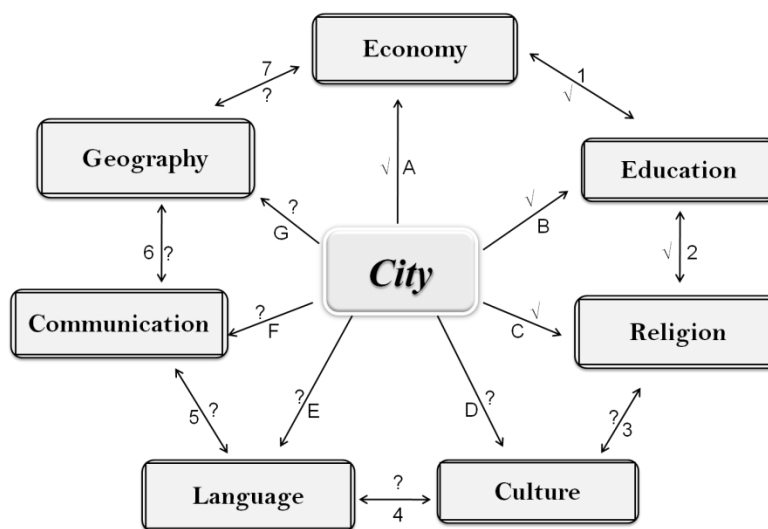 Economy
7
?
1
√
Geography
√ A
Education
?
G
√
B
City
6 ?
√ 2
Communication
?
F
C √
Religion
5 ?
? E
D ?
? 3
Language
?
4
Culture